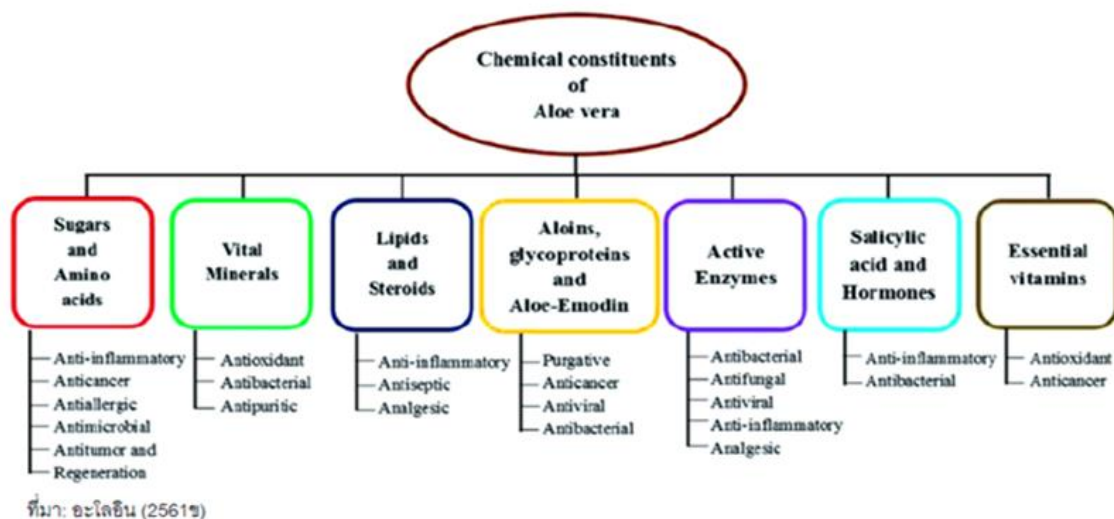 Chemical constituents
of
Aloe vera
Sugars
and
Amino
acids
Anti-inflammatory
Anticancer
Antiallergic
Antimicrobial
Antitumor and
Regeneration
Vital
Minerals
Antioxidant
Antibacterial
Antipuritic
Lipids
and
Steroids
Anti-inflammatory
Antiseptic
Analgesic
Aloins,
glycoproteins
and
Aloe-Emodin
Purgative
Anticancer
Antiviral
Antibacterial
Active
Enzymes
Antibacterial
Antifungal
Antiviral
Anti-inflammatory
Analgesic
Salicylic
acid and
Hormones
Anti-inflammatory
Antibacterial
Essential
vitamins
Antioxidant
Anticancer
ที่มา: อะโลอิน (2561ข)